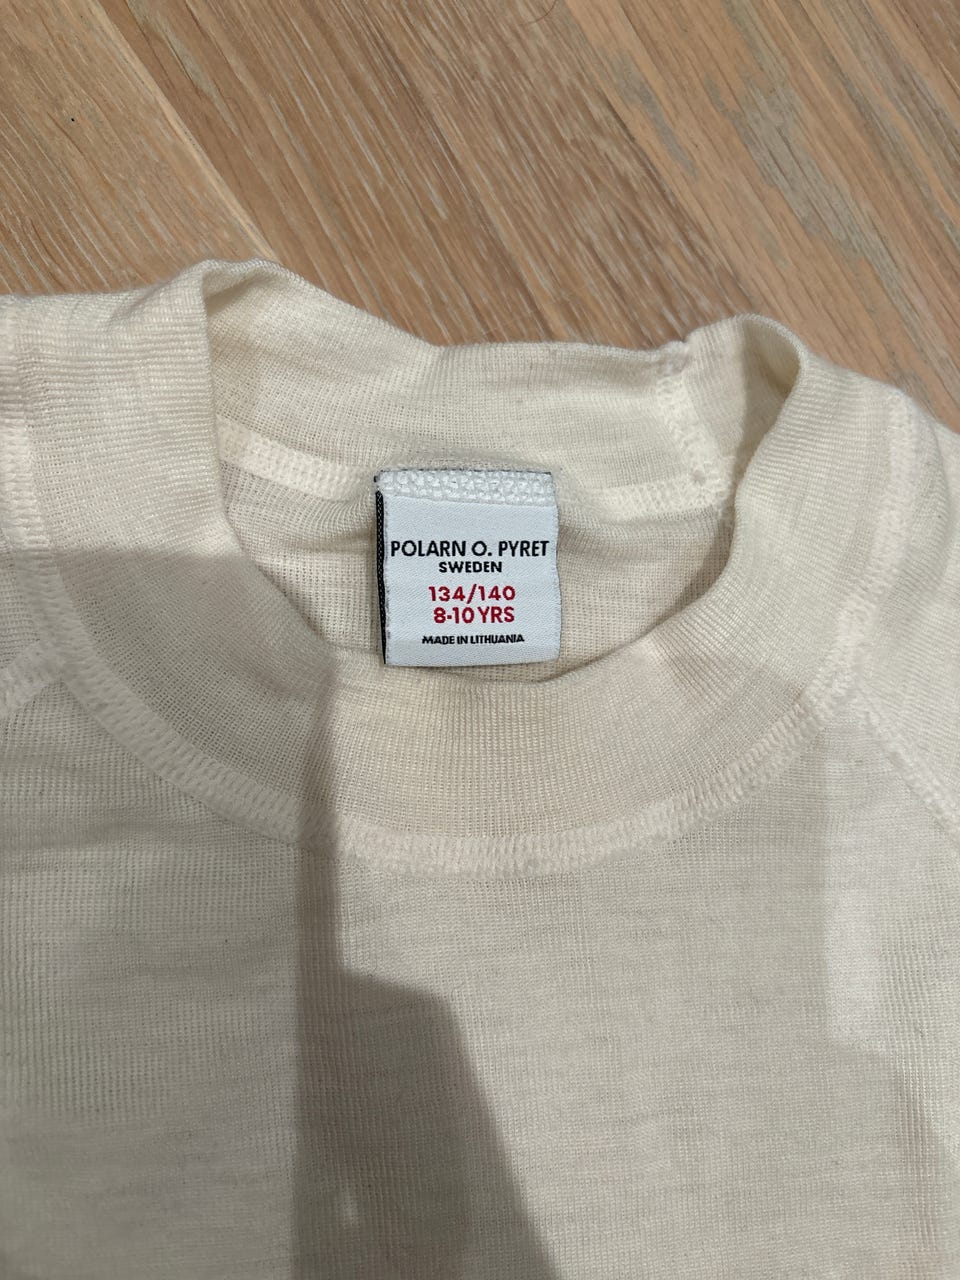 POLARN O. PYRET
SWEDEN
134/140
8-10 YRS
MADE IN LITHUANIA